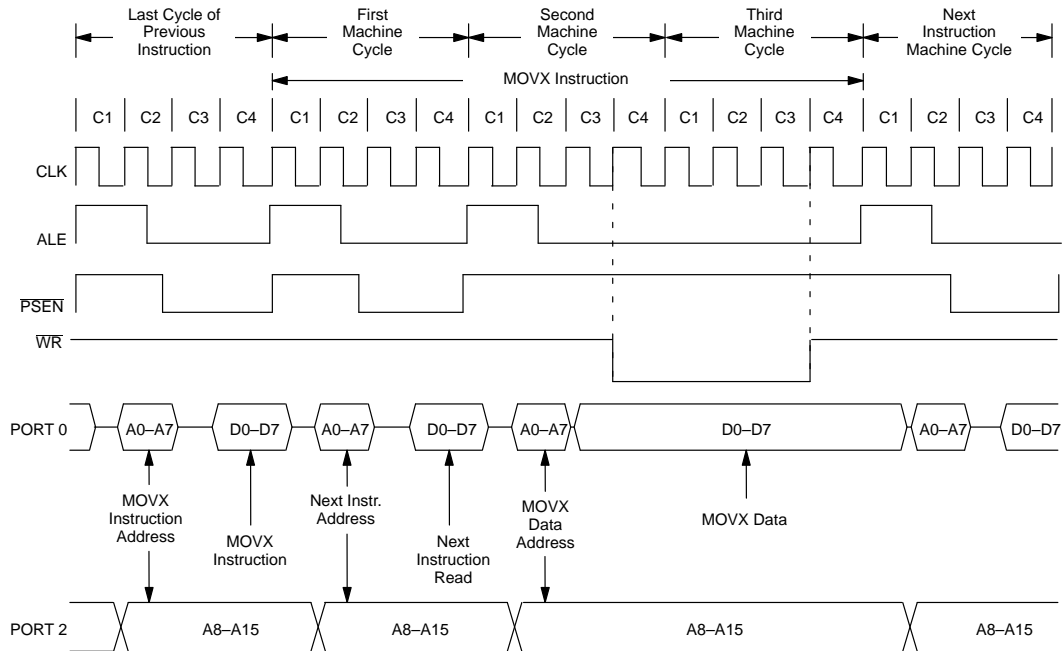 Last Cycle of
Previous
Instruction
First
Machine
Cycle
Second
Machine
Cycle
Third
Machine
Cycle
Next
Instruction
Machine Cycle
MOVX Instruction
C1 C2 C3 C4 C1 C2 C3 C4 C1 C2 C3 C4 C1 C2 C3 C4 C1 C2 C3 C4
CLK
ALE
PSEN
WR
PORT 0 A0–A7 D0–D7 A0–A7 D0–D7 A0–A7 D0–D7 A0–A7 D0–D7
MOVX
Instruction
Address
MOVX
Instruction
Next Instr.
Address
Next
Instruction
Read
MOVX
Data
Address
MOVX Data
PORT 2 A8–A15 A8–A15 A8–A15 A8–A15